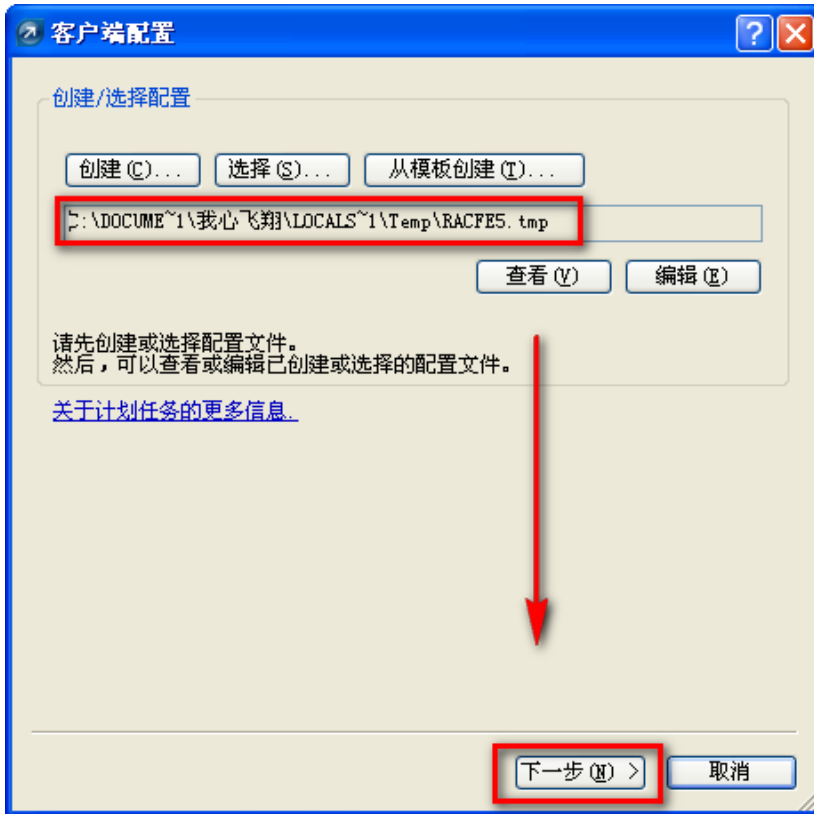 客户端配置
创建/选择配置
创建(C)... 选择(S)... 从模板创建(T)...
C:\DOCUME~1\我心飞翔\LOCALS~1\Temp\RACFE5.tmp
查看(V) 编辑(E)
请先创建或选择配置文件。
然后，可以查看或编辑已创建或选择的配置文件。
关于计划任务的更多信息.
下一步(N) > 取消